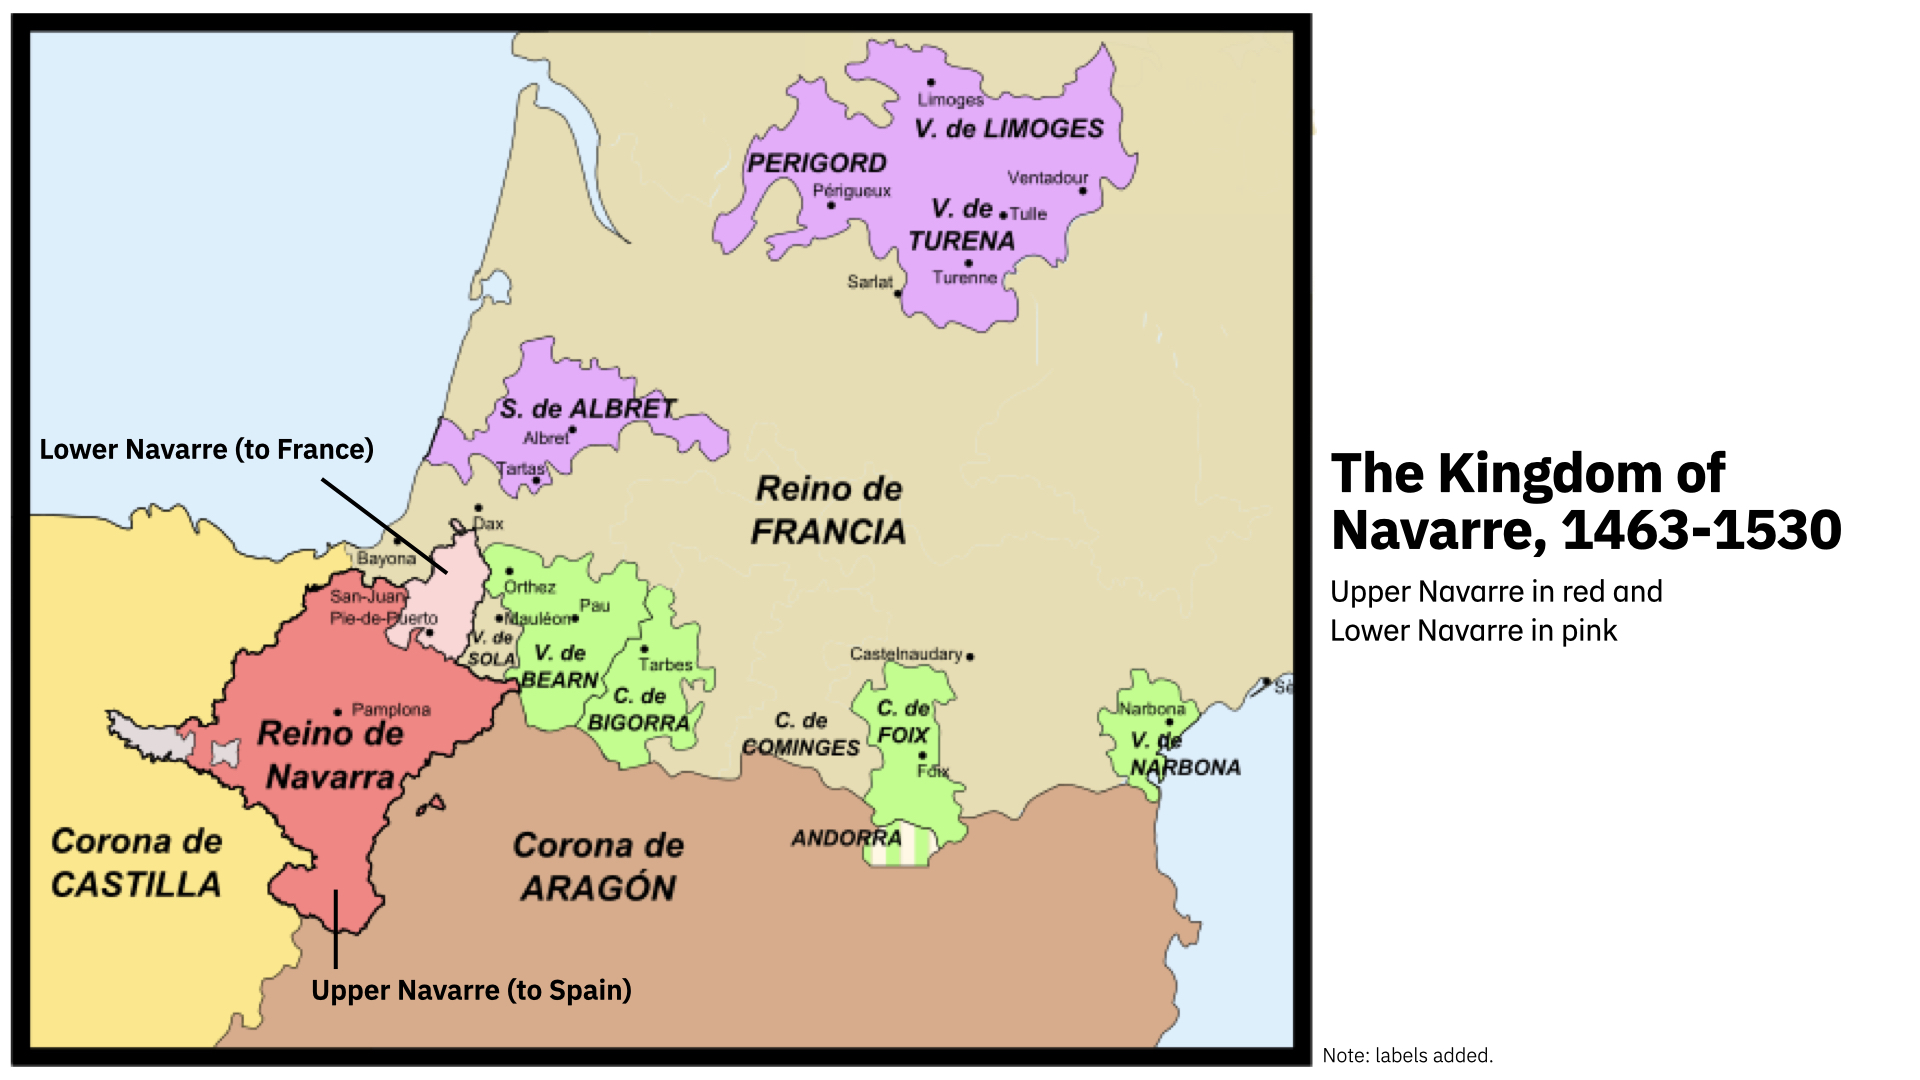 Limoges
V. de LIMOGES
PERIGORD
Périgueux
Ventadour
V. de
Tulle
TURENA
Turenne
Sarlat
S. de ALBRET
Albret
Tartas
Lower Navarre (to France)
Reino de
FRANCIA
Dax
Bayona
Orthez
San-Juan-
Pie-de-Puerto
Pau
Mauléon
V. de
SOLA
V. de
BEARN
Tarbes
C. de
BIGORRA
Castelnaudary
C. de
COMINGES
C. de
FOIX
Foix
Narbona
V. de
NARBONA
Sè
Pamplona
Reino de
Navarra
ANDORRA
Corona de
CASTILLA
Corona de
ARAGÓN
Upper Navarre (to Spain)
The Kingdom of
Navarre, 1463-1530
Upper Navarre in red and
Lower Navarre in pink
Note: labels added.